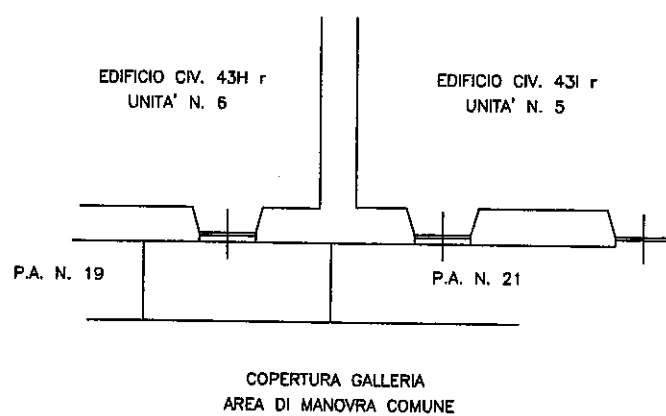 EDIFICIO CIV. 43H r
UNITA' N. 6
EDIFICIO CIV. 43I r
UNITA' N. 5
P.A. N. 19
P.A. N. 21
COPERTURA GALLERIA
AREA DI MANOVRA COMUNE